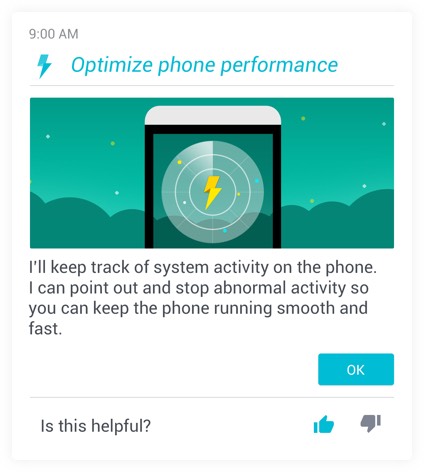 9:00 AM
Optimize phone performance
I'll keep track of system activity on the phone.
I can point out and stop abnormal activity so
you can keep the phone running smooth and
fast.
OK
Is this helpful?